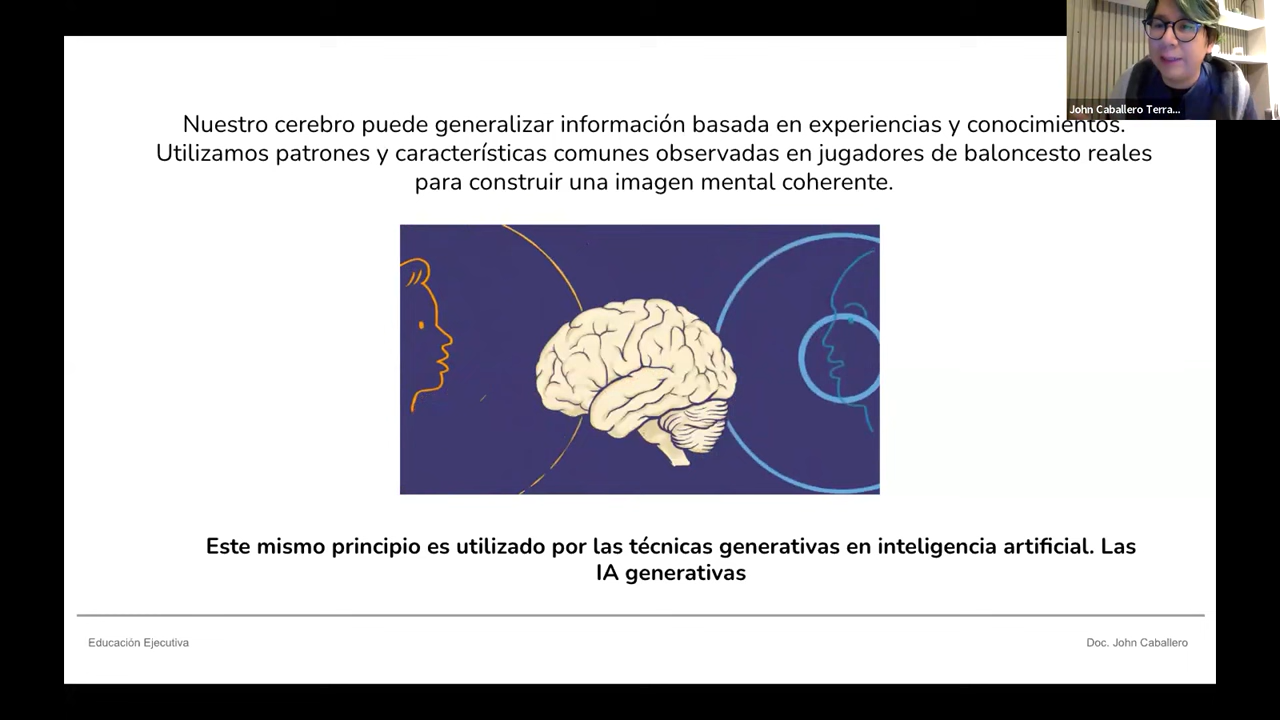 John Caballero Terra...
Nuestro cerebro puede generalizar información basada en experiencias y conocimientos.
Utilizamos patrones y características comunes observadas en jugadores de baloncesto reales
para construir una imagen mental coherente.
Este mismo principio es utilizado por las técnicas generativas en inteligencia artificial. Las
IA generativas
Educación Ejecutiva
Doc. John Caballero